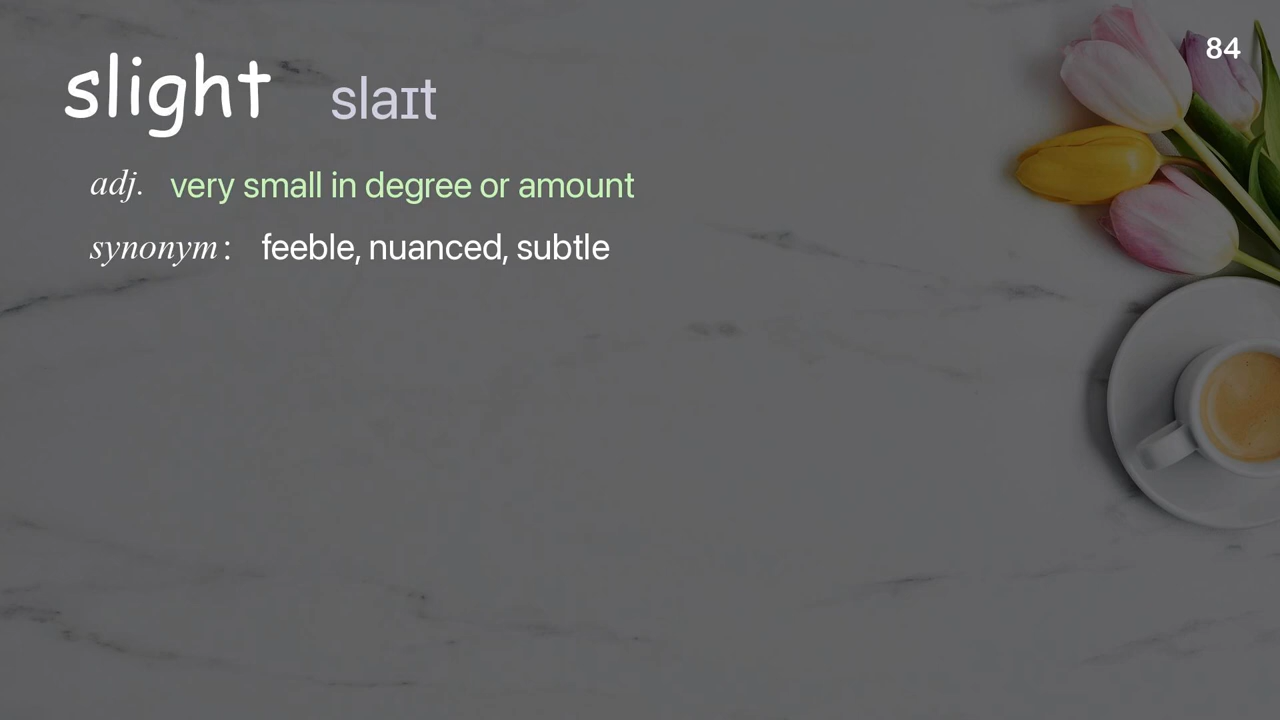 84
slight slaɪt
adj. very small in degree or amount
synonym: feeble, nuanced, subtle